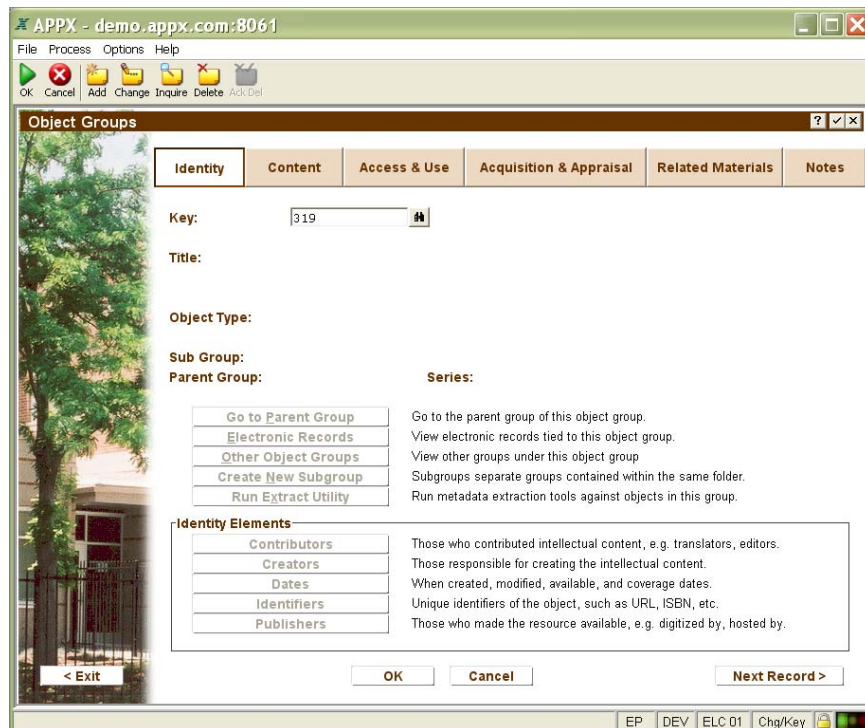 APPX - demo.appx.com:8061
File Process Options Help
OK Cancel Add Change Inquire Delete Ack Del
Object Groups
Identity Content Access & Use Acquisition & Appraisal Related Materials Notes
Key: 319
Title:
Object Type:
Sub Group:
Parent Group: Series:
Go to Parent Group Go to the parent group of this object group.
Electronic Records View electronic records tied to this object group.
Other Object Groups View other groups under this object group
Create New Subgroup Subgroups separate groups contained within the same folder.
Run Extract Utility Run metadata extraction tools against objects in this group.
Identity Elements
Contributors Those who contributed intellectual content, e.g. translators, editors.
Creators Those responsible for creating the intellectual content.
Dates When created, modified, available, and coverage dates.
Identifiers Unique identifiers of the object, such as URL, ISBN, etc.
Publishers Those who made the resource available, e.g. digitized by, hosted by.
< Exit OK Cancel Next Record >
EP DEV ELC 01 Chg/Key